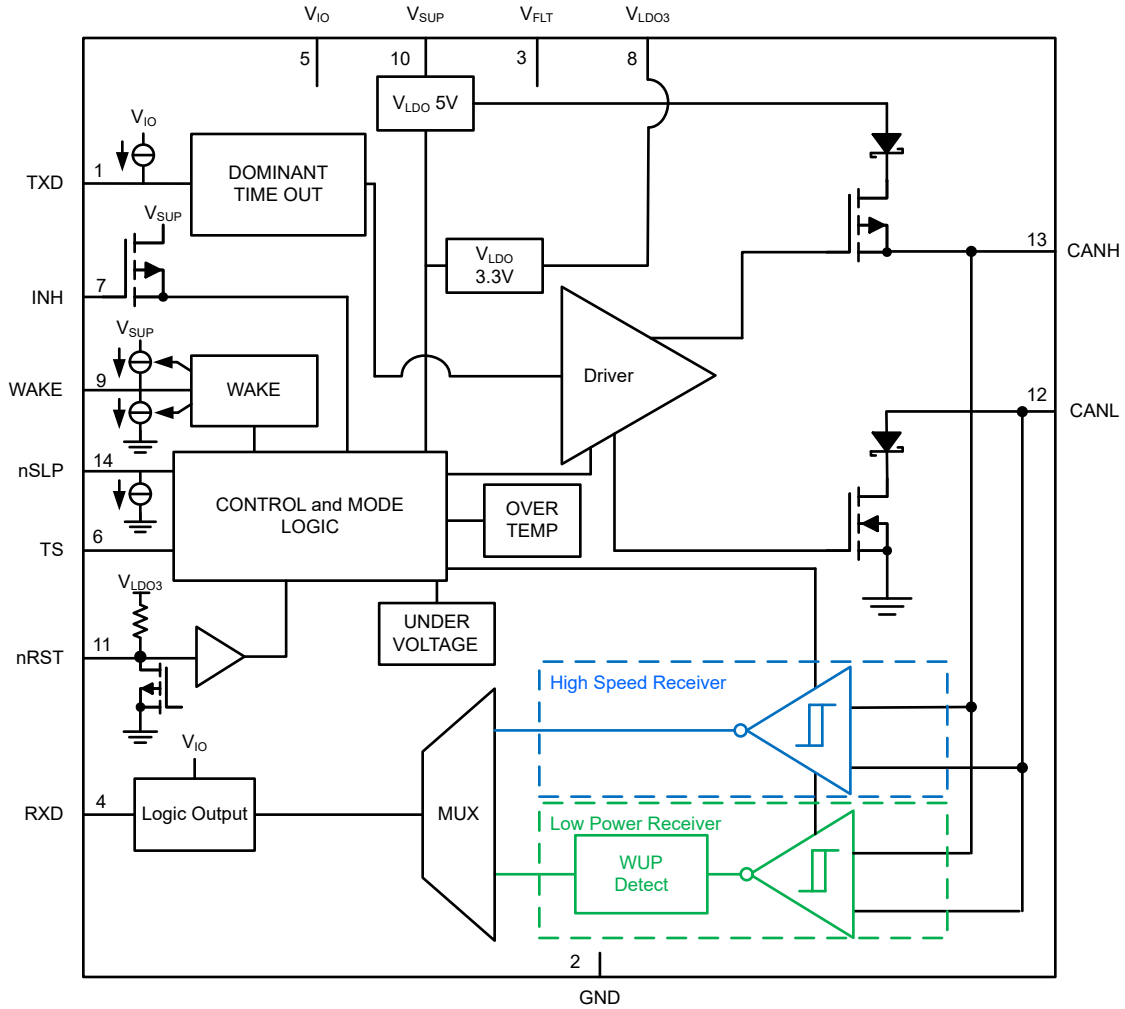 VIO
VSUP
VFLT
VLDO3
5
10
3
8
VLDO 5V
VIO
1
TXD
DOMINANT
TIME OUT
VSUP
7
INH
VLDO
3.3V
13
CANH
VSUP
9
WAKE
WAKE
Driver
12
CANL
14
nSLP
CONTROL and MODE
LOGIC
OVER
TEMP
6
TS
VLDO3
UNDER
VOLTAGE
11
nRST
High Speed Receiver
VIO
4
RXD
Logic Output
MUX
Low Power Receiver
WUP
Detect
2
GND